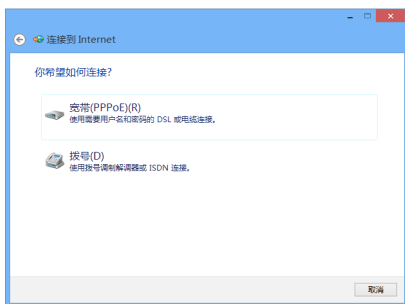 连接到 Internet
你希望如何连接?
宽带(PPPoE)(R)
使用需要用户名和密码的 DSL 或电缆连接。
拨号(D)
使用拨号调制解调器或 ISDN 连接。
取消